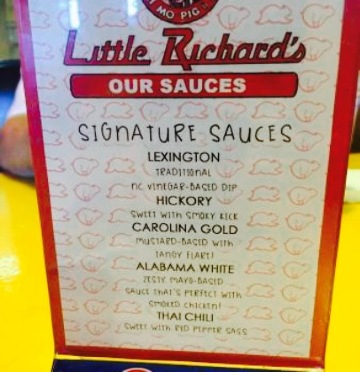 MO PIG
Little Richard's
OUR SAUCES
SIGNATURE SAUCES
LEXINGTON
TRADITIONAL
NC VINEGAR-BASED DIP
HICKORY
SWEET WITH SMOKY KICK
CAROLINA GOLD
MUSTARD-BASED WITH
TANGY FLARE!
ALABAMA WHITE
ZESTY MAYO-BASED
SAUCE THAT'S PERFECT WITH
SMOKED CHICKEN!
THAI CHILI
SWEET WITH RED PEPPER SASS